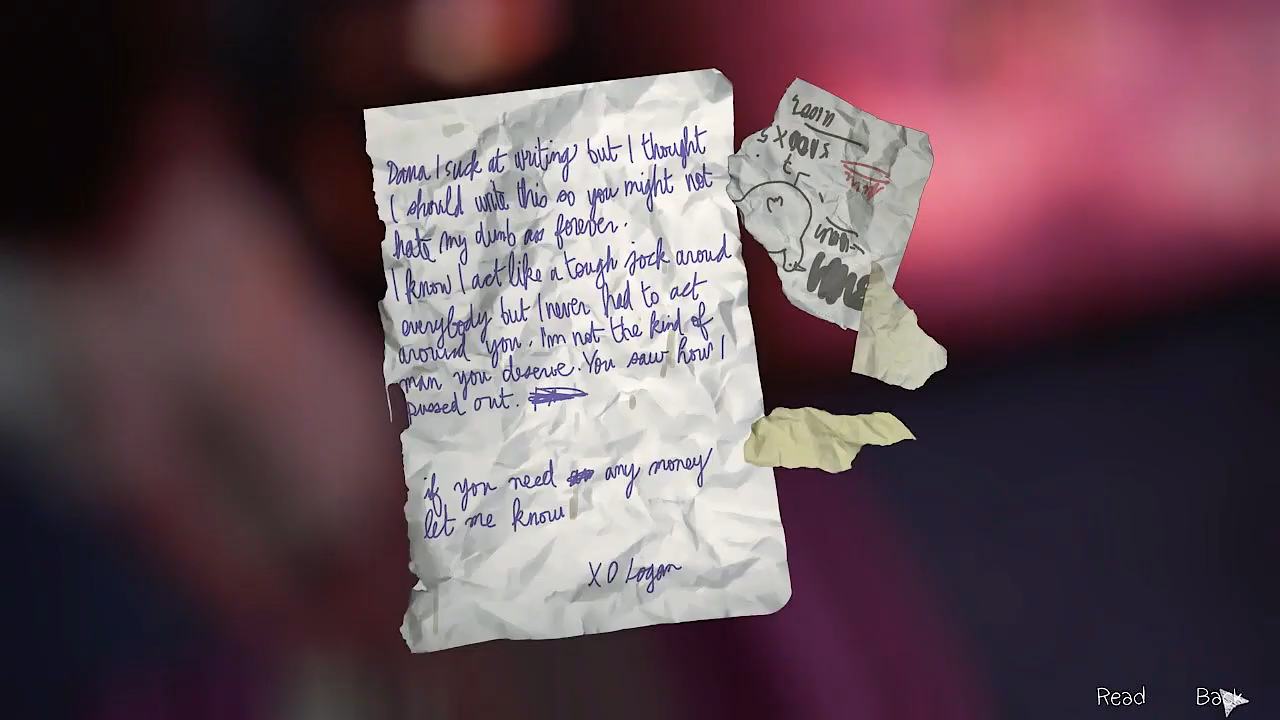 Dana I suck at writing but I thought
I should write this so you might not
hate my dumb ass forever.
I know I act like a tough jock aroud
everybody but I never had to act
around you. I'm not the kind of
man you deserve. You saw how I
pussed out.
if you need any money
let me know
XO Logan
Read
Back